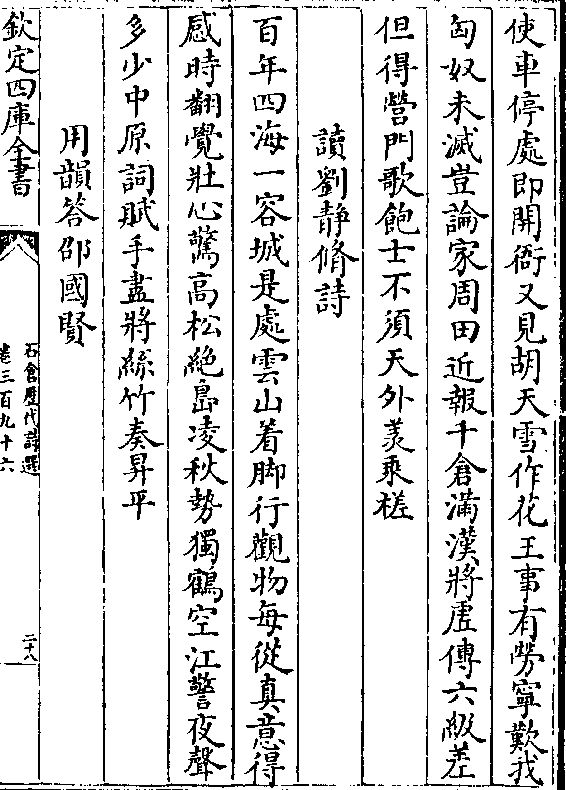 使車停處即開衙又見胡天雪作花王事有勞寧歎我
匈奴未滅豈論家周田近報千倉滿漢將虛傳六級差
但得營門歌飽士不須天外羨乘槎
讀劉靜脩詩
百年四海一容城是處雲山着脚行觀物每從真意得
感時翻覺壯心驚高松絶島凌秋勢獨鶴空江警夜聲
多少中原詞賦手盡將絲竹奏昇平
用韻答邵國賢
欽定四庫全書
石倉歷代詩選
卷三百九十六
二十八